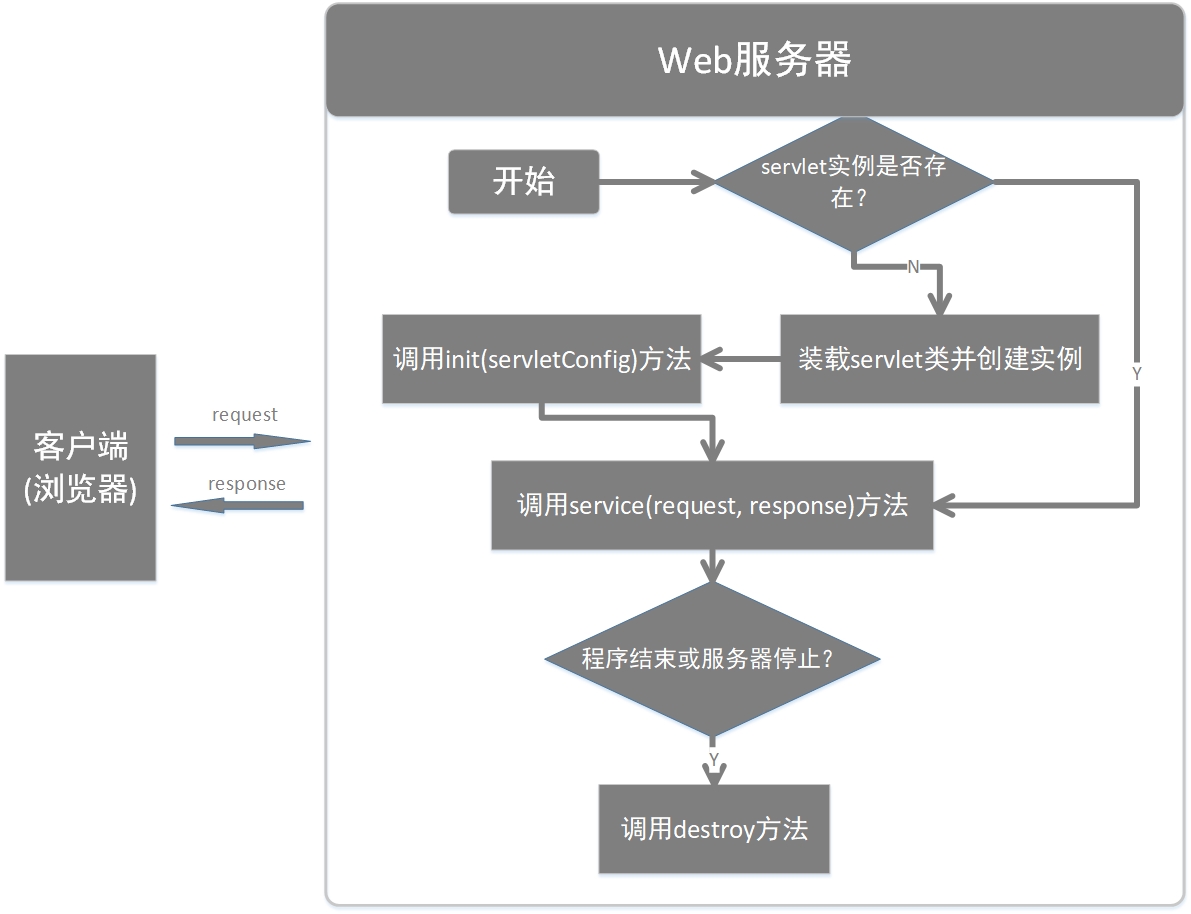 Web服务器
开始
servlet实例是否存
在？
N
调用init(servletConfig)方法
装载servlet类并创建实例
Y
客户端
(浏览器)
request
response
调用service(request, response)方法
程序结束或服务器停止？
Y
调用destroy方法